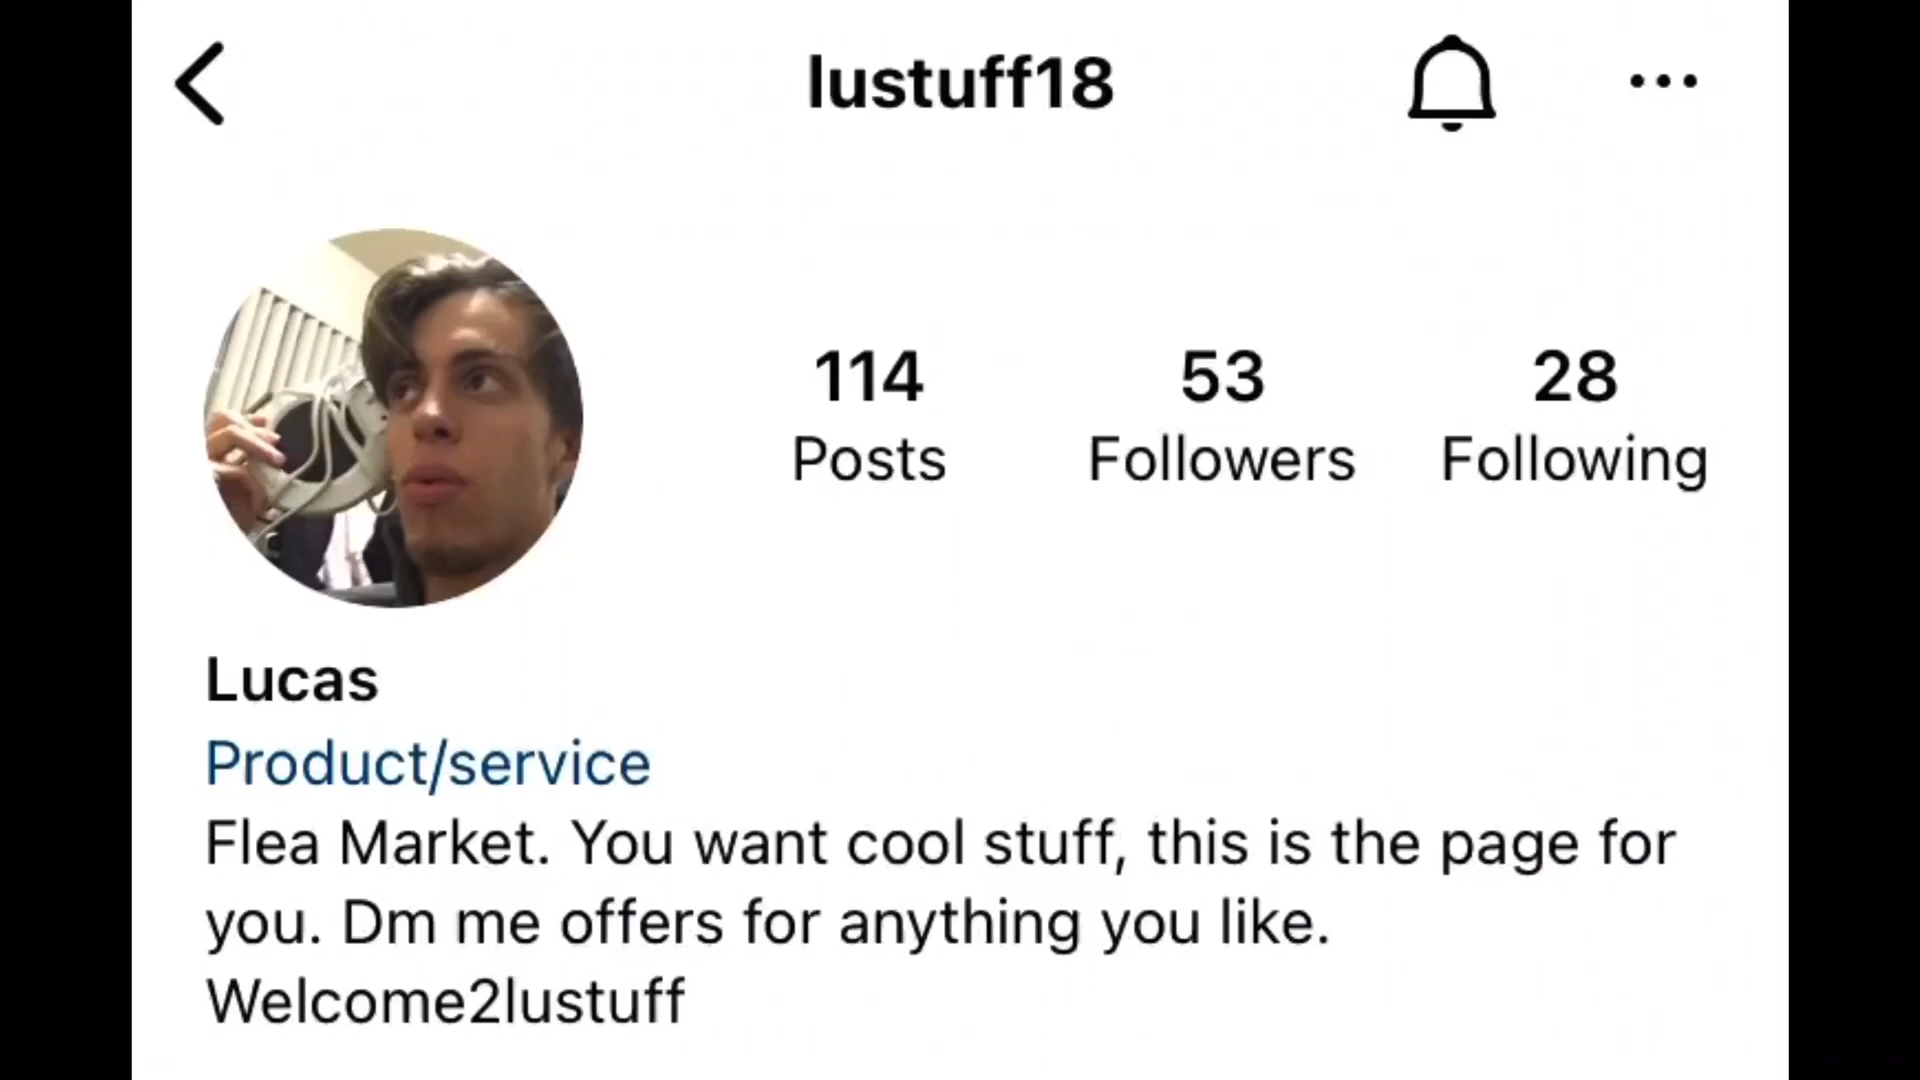 lustuff18
114 53 28
Posts Followers Following
Lucas
Product/service
Flea Market. You want cool stuff, this is the page for
you. Dm me offers for anything you like.
Welcome2lustuff